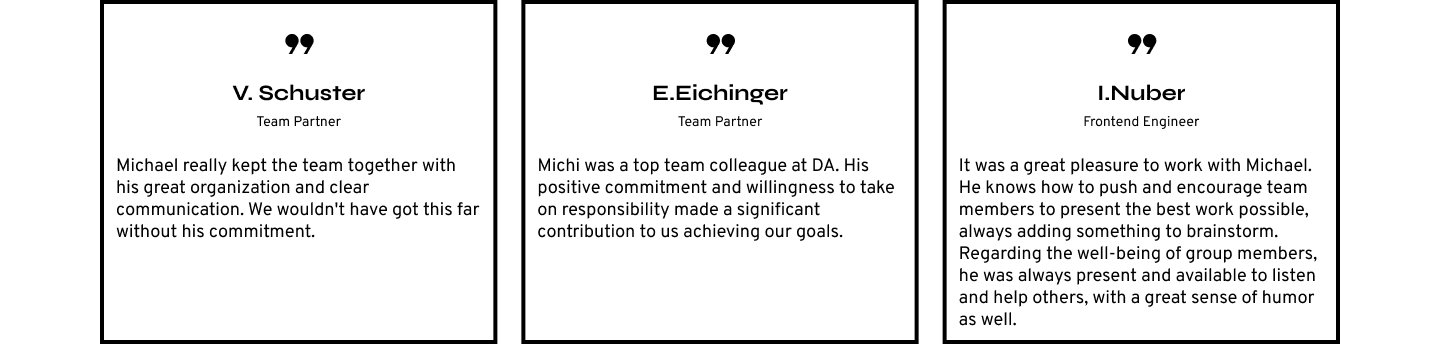 ”
V. Schuster
Team Partner
Michael really kept the team together with
his great organization and clear
communication. We wouldn't have got this far
without his commitment.
”
E.Eichinger
Team Partner
Michi was a top team colleague at DA. His
positive commitment and willingness to take
on responsibility made a significant
contribution to us achieving our goals.
”
I.Nuber
Frontend Engineer
It was a great pleasure to work with Michael.
He knows how to push and encourage team
members to present the best work possible,
always adding something to brainstorm.
Regarding the well-being of group members,
he was always present and available to listen
and help others, with a great sense of humor
as well.